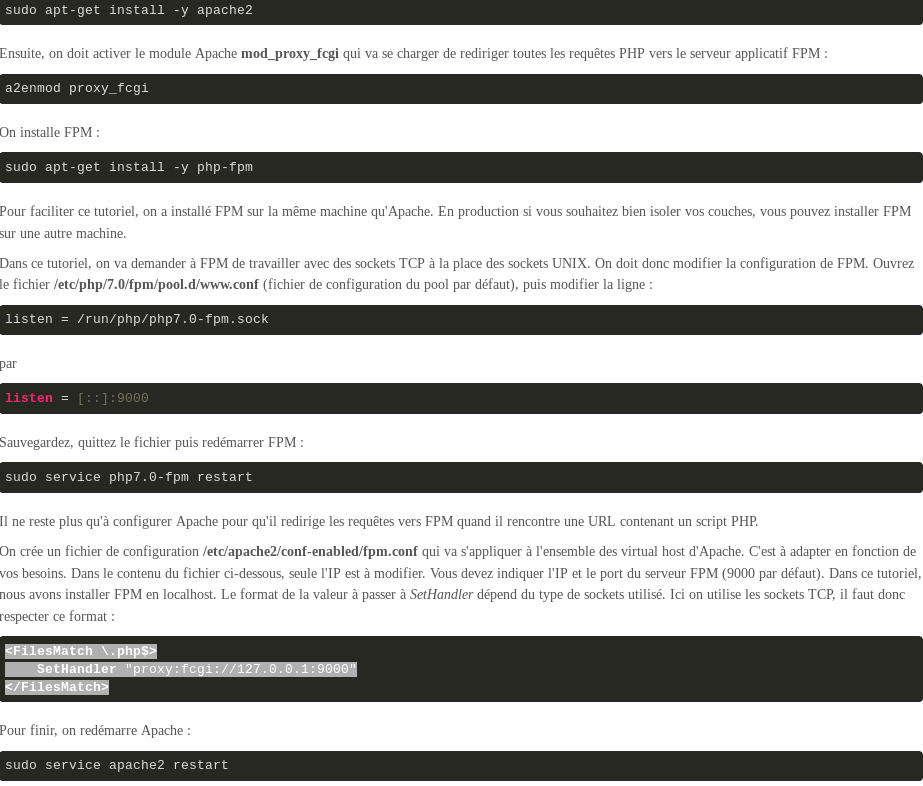 sudo apt-get install -y apache2
Ensuite, on doit activer le module Apache mod_proxy_fcgi qui va se charger de rediriger toutes les requêtes PHP vers le serveur applicatif FPM :
a2enmod proxy_fcgi
On installe FPM :
sudo apt-get install -y php-fpm
Pour faciliter ce tutoriel, on a installé FPM sur la même machine qu'Apache. En production si vous souhaitez bien isoler vos couches, vous pouvez installer FPM
sur une autre machine.
Dans ce tutoriel, on va demander à FPM de travailler avec des sockets TCP à la place des sockets UNIX. On doit donc modifier la configuration de FPM. Ouvrez
le fichier /etc/php/7.0/fpm/pool.d/www.conf (fichier de configuration du pool par défaut), puis modifier la ligne :
listen = /run/php/php7.0-fpm.sock
par
listen = [::]:9000
Sauvegardez, quittez le fichier puis redémarrer FPM :
sudo service php7.0-fpm restart
Il ne reste plus qu'à configurer Apache pour qu'il redirige les requêtes vers FPM quand il rencontre une URL contenant un script PHP.
On crée un fichier de configuration /etc/apache2/conf-enabled/fpm.conf qui va s'appliquer à l'ensemble des virtual host d'Apache. C'est à adapter en fonction de
vos besoins. Dans le contenu du fichier ci-dessous, seule l'IP est à modifier. Vous devez indiquer l'IP et le port du serveur FPM (9000 par défaut). Dans ce tutoriel,
nous avons installer FPM en localhost. Le format de la valeur à passer à SetHandler dépend du type de sockets utilisé. Ici on utilise les sockets TCP, il faut donc
respecter ce format :
<FilesMatch \.php$>
    SetHandler "proxy:fcgi://127.0.0.1:9000"
</FilesMatch>
Pour finir, on redémarre Apache :
sudo service apache2 restart